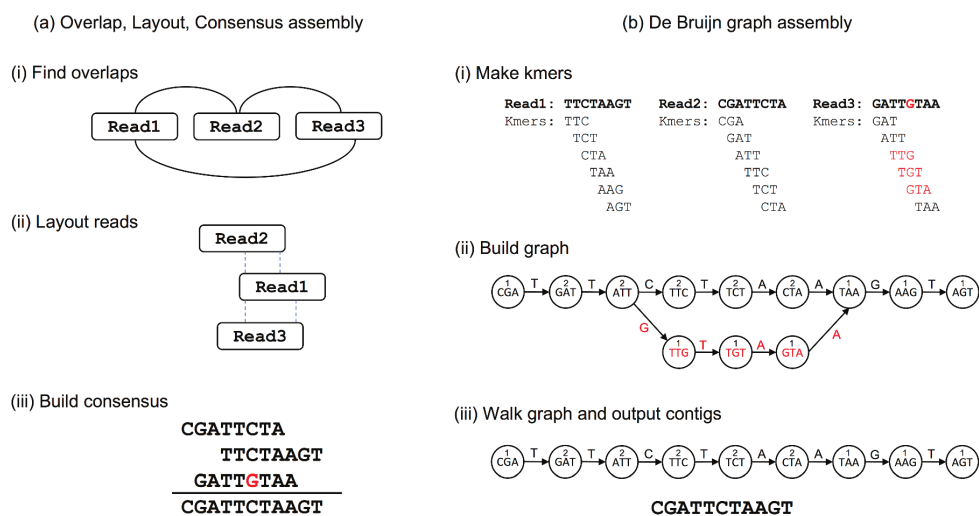 (a) Overlap, Layout, Consensus assembly
(i) Find overlaps
Read1 Read2 Read3
(ii) Layout reads
Read2
Read1
Read3
(iii) Build consensus
CGATTCTA
TTCTAAGT
GATTGTAA
CGATTCTAAGT
(b) De Bruijn graph assembly
(i) Make kmers
Read1: TTCTAAGT Read2: CGATTCTA Read3: GATTGTAA
Kmers: TTC Kmers: CGA Kmers: GAT
TCT GAT ATT
CTA ATT TTG
TAA TTC TGT
AAG TCT GTA
AGT CTA TAA
(ii) Build graph
T T C T A A G T
1 2 2 2 2 2 1 1 1
CGA GAT ATT TTC TCT CTA TAA AAG AGT
G T A A
1 1 1
TTG TGT GTA
(iii) Walk graph and output contigs
T T C T A A G T
1 2 2 2 2 2 1 1 1
CGA GAT ATT TTC TCT CTA TAA AAG AGT
CGATTCTAAGT